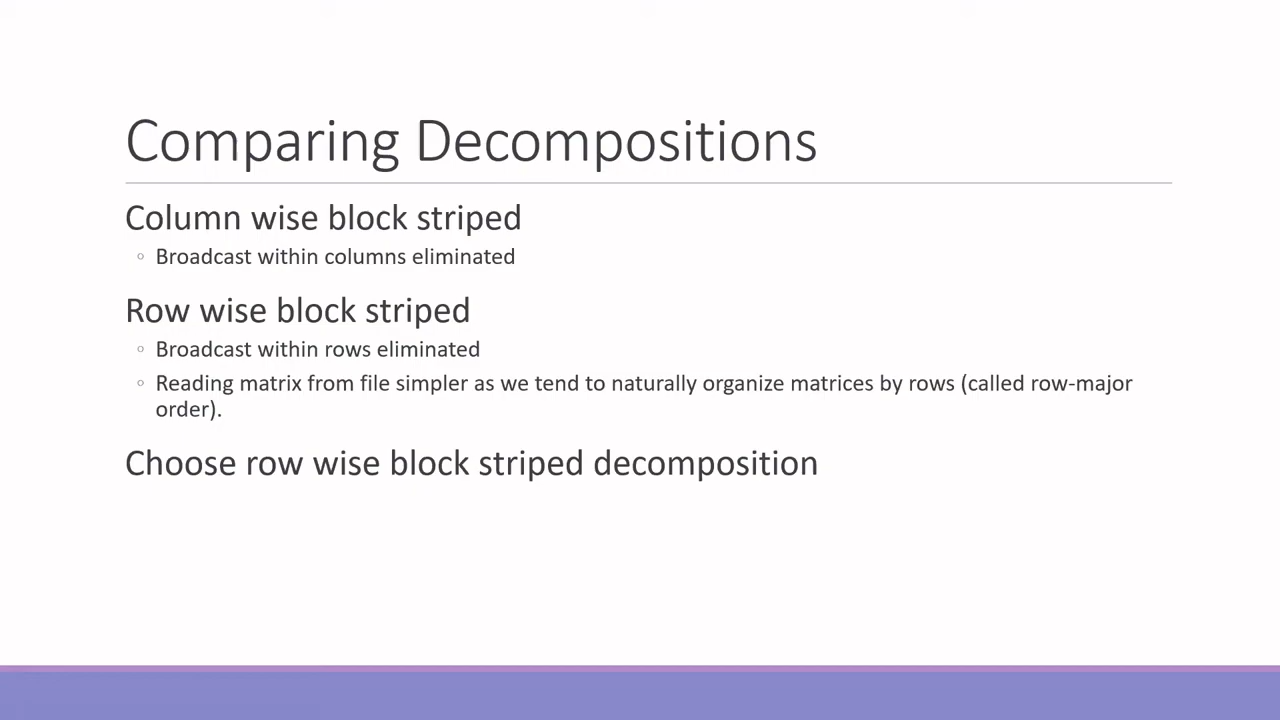 Comparing Decompositions
Column wise block striped
◦ Broadcast within columns eliminated
Row wise block striped
◦ Broadcast within rows eliminated
◦ Reading matrix from file simpler as we tend to naturally organize matrices by rows (called row-major
order).
Choose row wise block striped decomposition